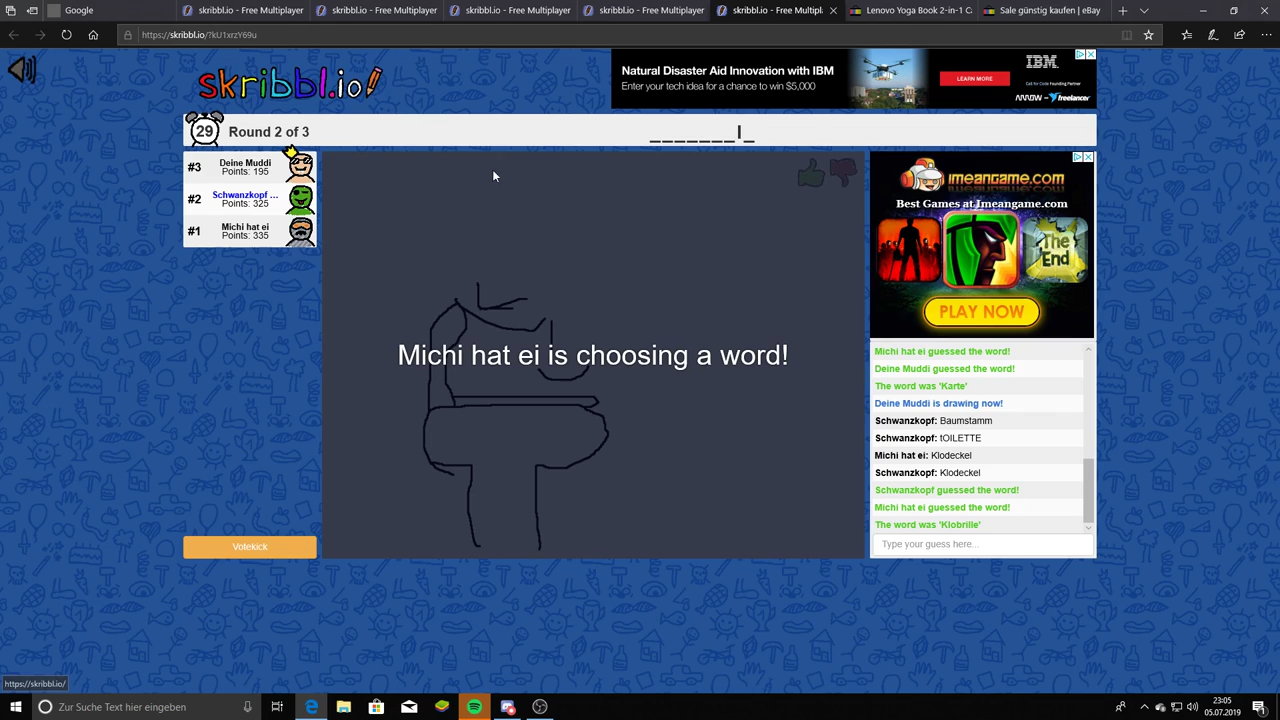 Google
skribbl.io - Free Multiplayer
skribbl.io - Free Multiplayer
skribbl.io - Free Multiplayer
skribbl.io - Free Multiplayer
skribbl.io - Free Multipla
Lenovo Yoga Book 2-in-1 C
Sale günstig kaufen | eBay
https://skribbl.io/?kU1xrzY69u
skribbl.io!
Natural Disaster Aid Innovation with IBM
Enter your tech idea for a chance to win $5,000
LEARN MORE
IBM
Call for Code Founding Partner
ARROW
freelancer
29
Round 2 of 3
_______l_
#3
Deine Muddi
Points: 195
#2
Schwanzkopf ...
Points: 325
#1
Michi hat ei
Points: 335
Michi hat ei is choosing a word!
imeangame.com
Best Games at Imeangame.com
The End
PLAY NOW
Michi hat ei guessed the word!
Deine Muddi guessed the word!
The word was 'Karte'
Deine Muddi is drawing now!
Schwanzkopf: Baumstamm
Schwanzkopf: tOILETTE
Michi hat ei: Klodeckel
Schwanzkopf: Klodeckel
Schwanzkopf guessed the word!
Michi hat ei guessed the word!
The word was 'Klobrille'
Type your guess here...
Votekick
https://skribbl.io/
Zur Suche Text hier eingeben
23:05
05.07.2019